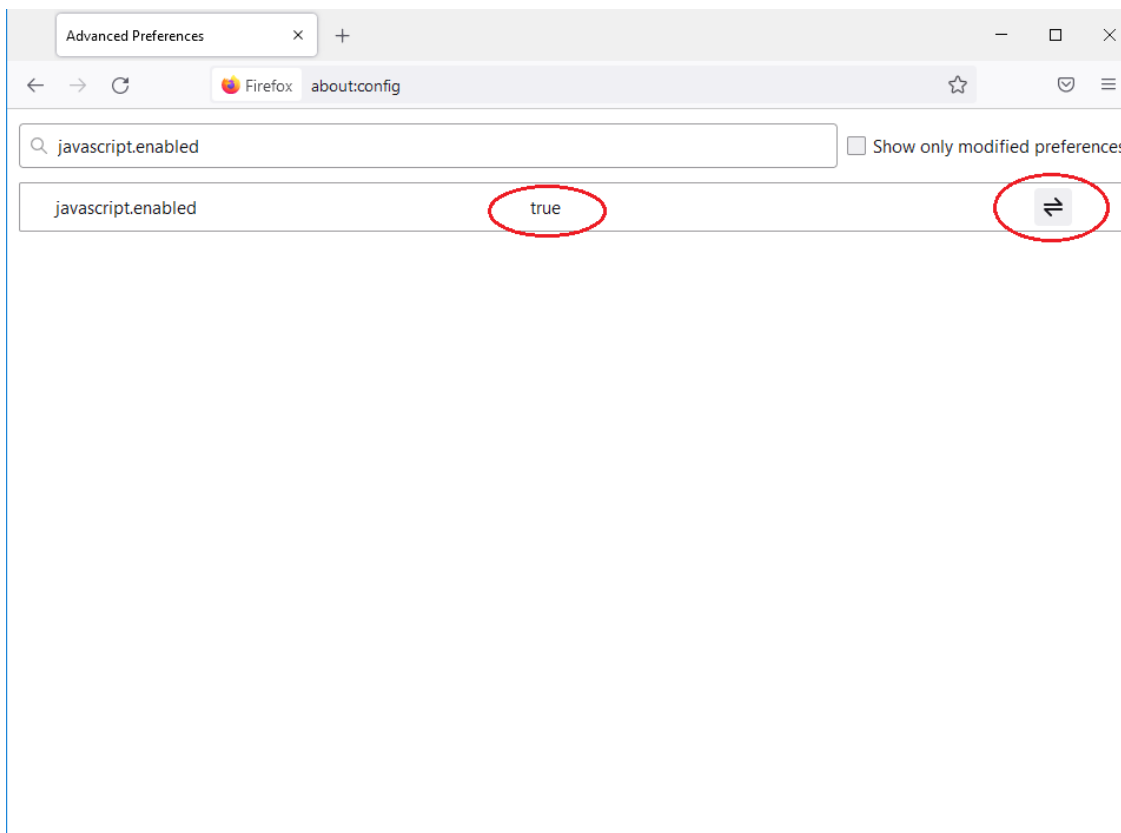 Advanced Preferences
Firefox about:config
javascript.enabled
Show only modified preferences
javascript.enabled true